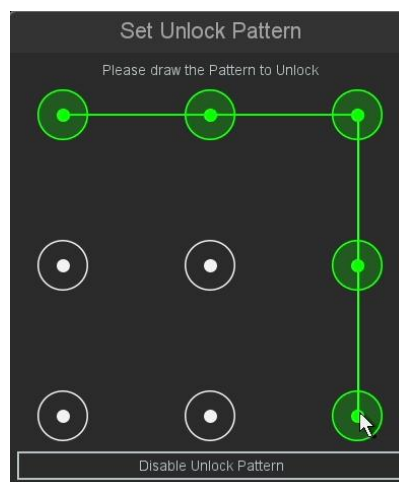 Set Unlock Pattern
Please draw the Pattern to Unlock
Disable Unlock Pattern